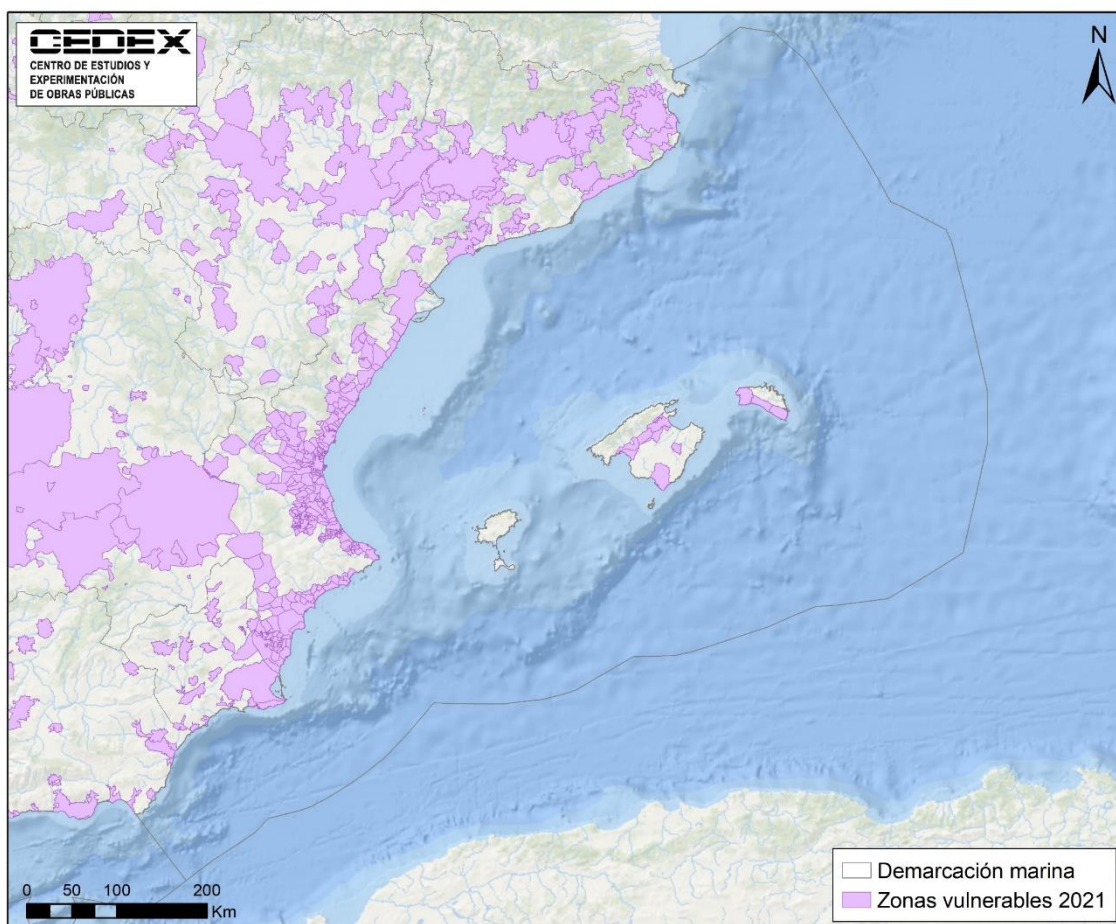 CEDEX
CENTRO DE ESTUDIOS Y
EXPERIMENTACIÓN
DE OBRAS PÚBLICAS
N
Demarcación marina
Zonas vulnerables 2021
0 50 100 200
Km